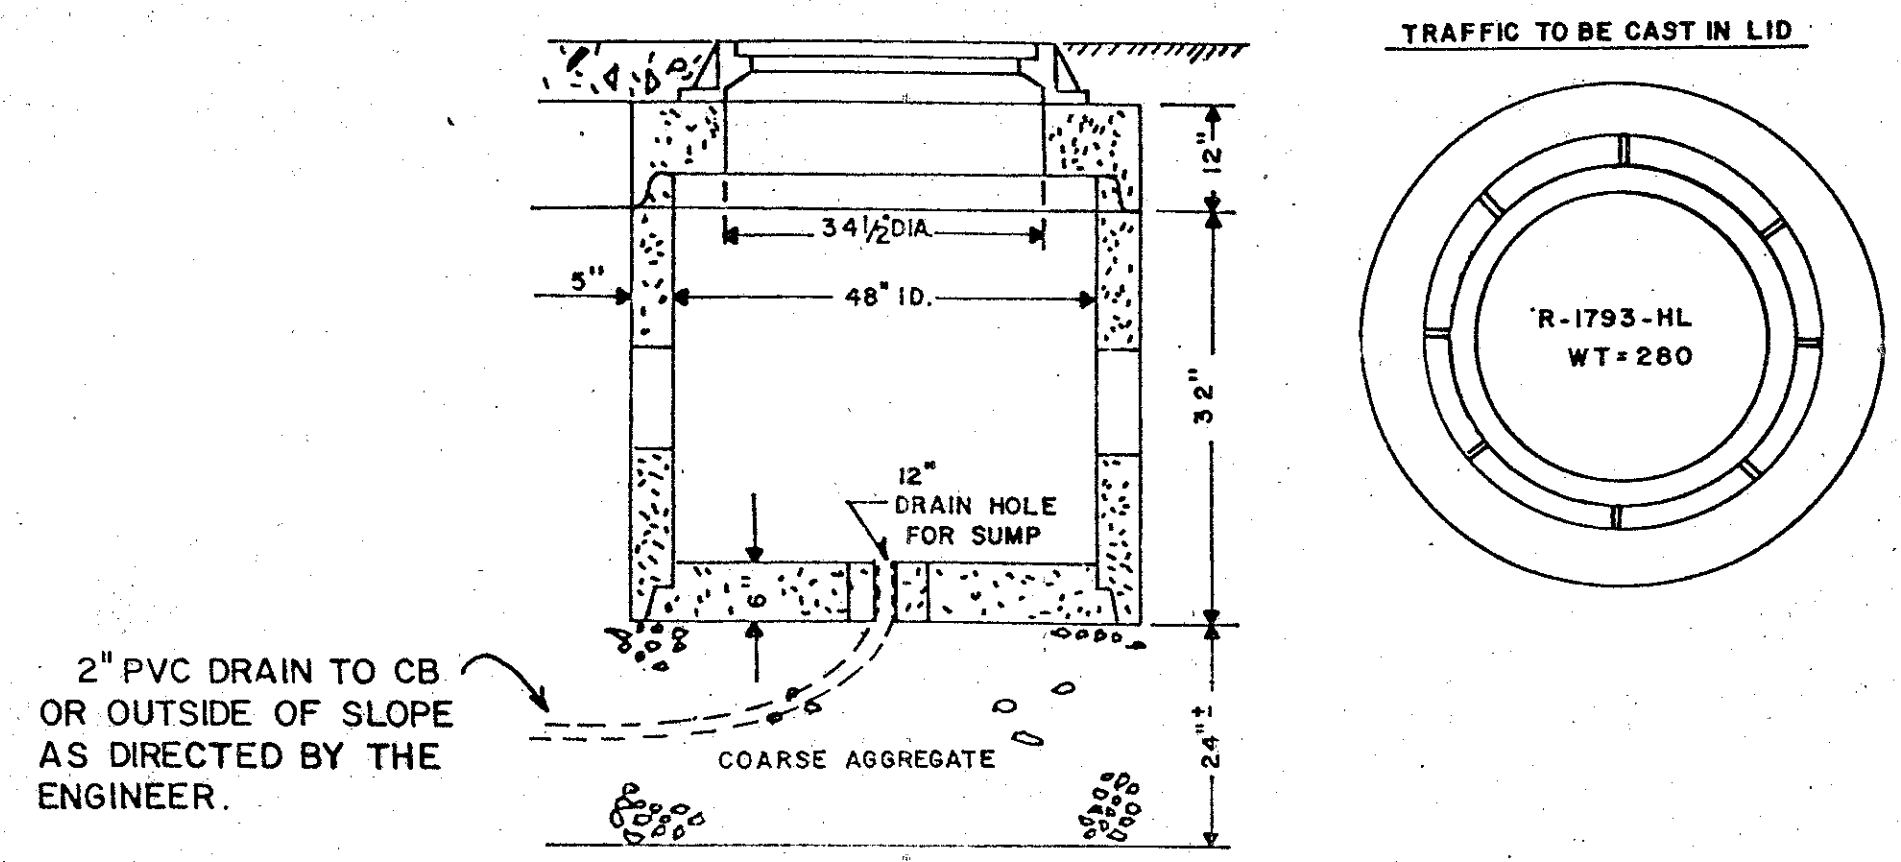 TRAFFIC TO BE CAST IN LID
12"
34 1/2" DIA.
5"
48" ID.
R-1793-HL
WT=280
32"
12"
DRAIN HOLE
FOR SUMP
6"
2" PVC DRAIN TO CB
OR OUTSIDE OF SLOPE
AS DIRECTED BY THE
ENGINEER.
24"±
COARSE AGGREGATE